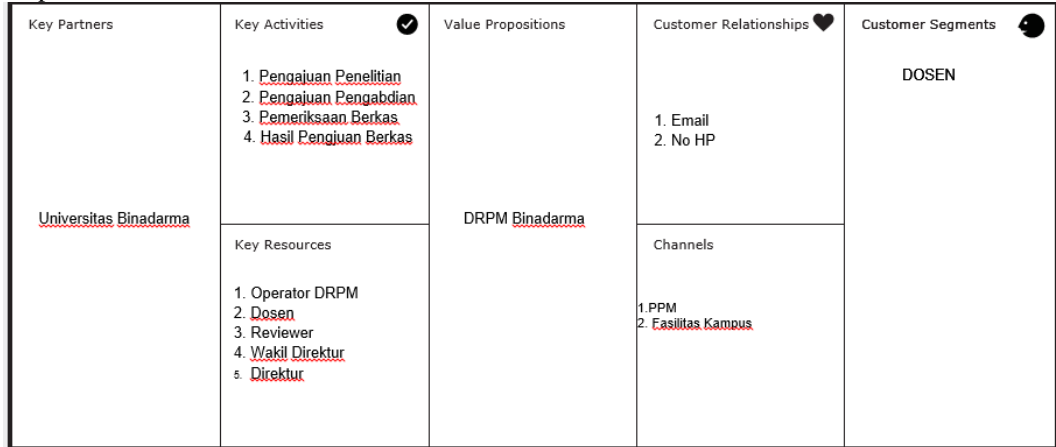 Key Partners
Universitas Binadarma
Key Activities
1. Pengajuan Penelitian
2. Pengajuan Pengabdian
3. Pemeriksaan Berkas
4. Hasil Pengjuan Berkas
Key Resources
1. Operator DRPM
2. Dosen
3. Reviewer
4. Wakil Direktur
5. Direktur
Value Propositions
DRPM Binadarma
Customer Relationships
1. Email
2. No HP
Channels
1.PPM
2. Fasilitas Kampus
Customer Segments
DOSEN